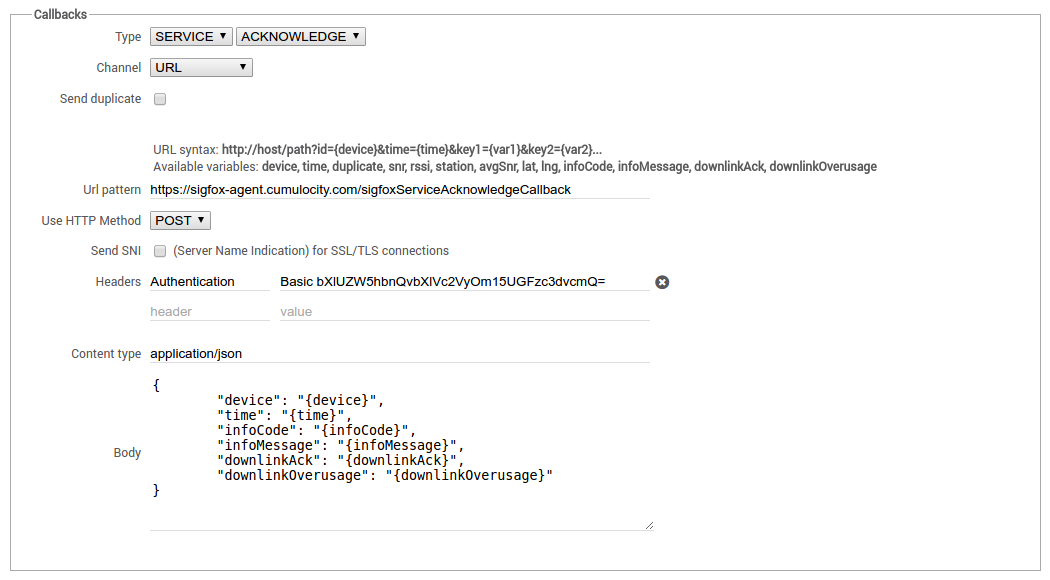 Callbacks
Type SERVICE ACKNOWLEDGE
Channel URL
Send duplicate
URL syntax: http://host/path?id={device}&time={time}&key1={var1}&key2={var2}...
Available variables: device, time, duplicate, snr, rssi, station, avgSnr, lat, lng, infoCode, infoMessage, downlinkAck, downlinkOverusage
Url pattern https://sigfox-agent.cumulocity.com/sigfoxServiceAcknowledgeCallback
Use HTTP Method POST
Send SNI (Server Name Indication) for SSL/TLS connections
Headers Authentication Basic bXlUZW5hbnQvbXlVc2VyOm15UGFzc3dvcmQ=
header value
Content type application/json
Body
{
"device": "{device}",
"time": "{time}",
"infoCode": "{infoCode}",
"infoMessage": "{infoMessage}",
"downlinkAck": "{downlinkAck}",
"downlinkOverusage": "{downlinkOverusage}"
}